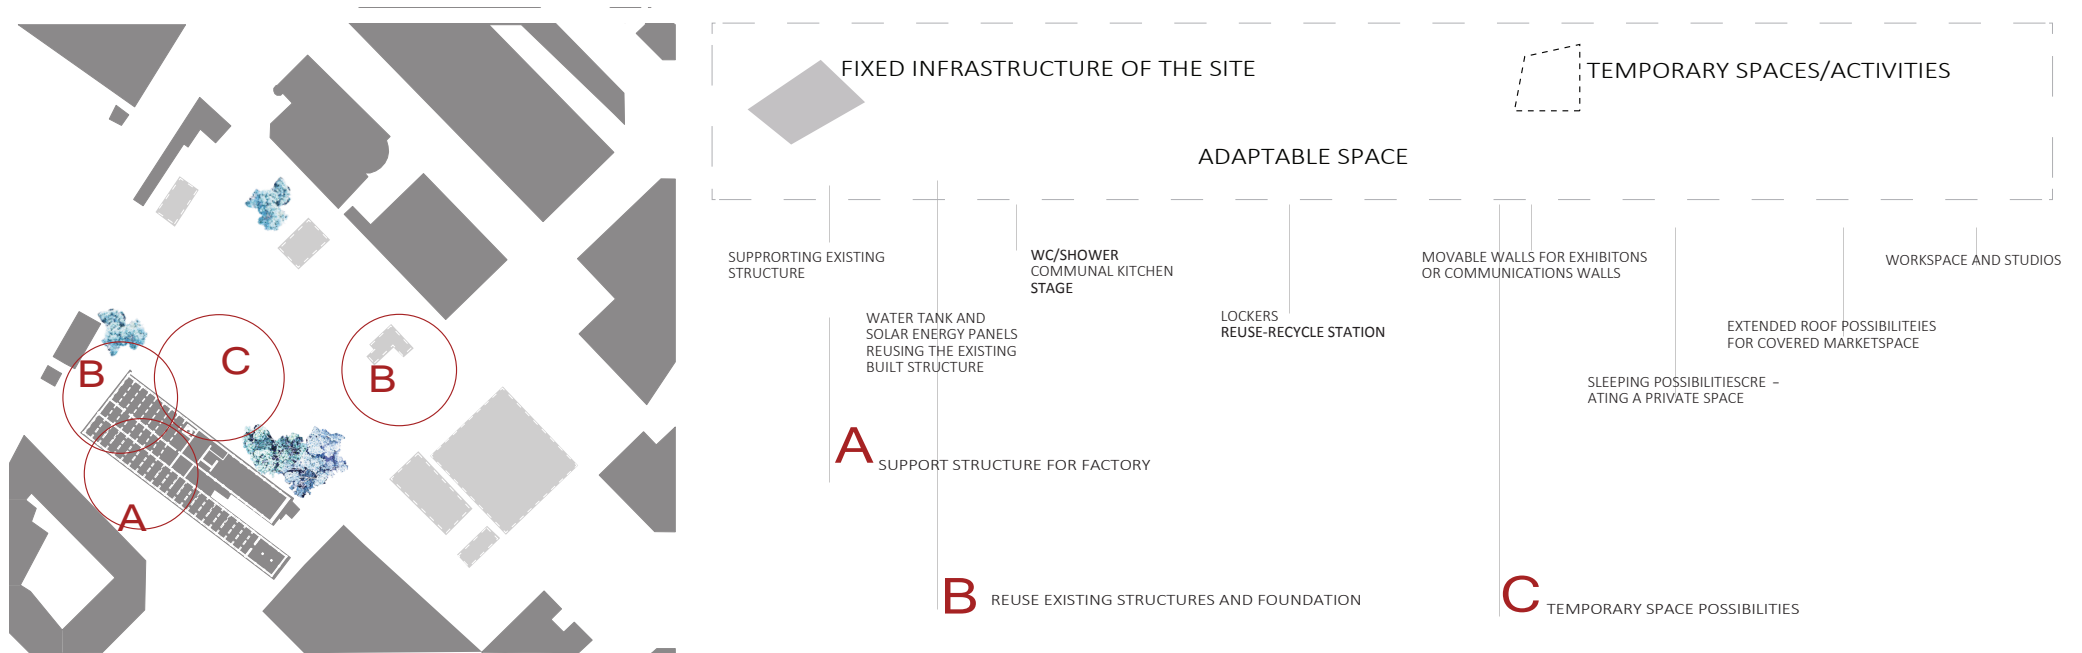 B
C
B
A
FIXED INFRASTRUCTURE OF THE SITE
TEMPORARY SPACES/ACTIVITIES
ADAPTABLE SPACE
SUPPRORTING EXISTING
STRUCTURE
WATER TANK AND
SOLAR ENERGY PANELS
REUSING THE EXISTING
BUILT STRUCTURE
WC/SHOWER
COMMUNAL KITCHEN
STAGE
LOCKERS
REUSE-RECYCLE STATION
MOVABLE WALLS FOR EXHIBITONS
OR COMMUNICATIONS WALLS
SLEEPING POSSIBILITIESCRE -
ATING A PRIVATE SPACE
EXTENDED ROOF POSSIBILITEIES
FOR COVERED MARKETSPACE
WORKSPACE AND STUDIOS
A SUPPORT STRUCTURE FOR FACTORY
B REUSE EXISTING STRUCTURES AND FOUNDATION
C TEMPORARY SPACE POSSIBILITIES